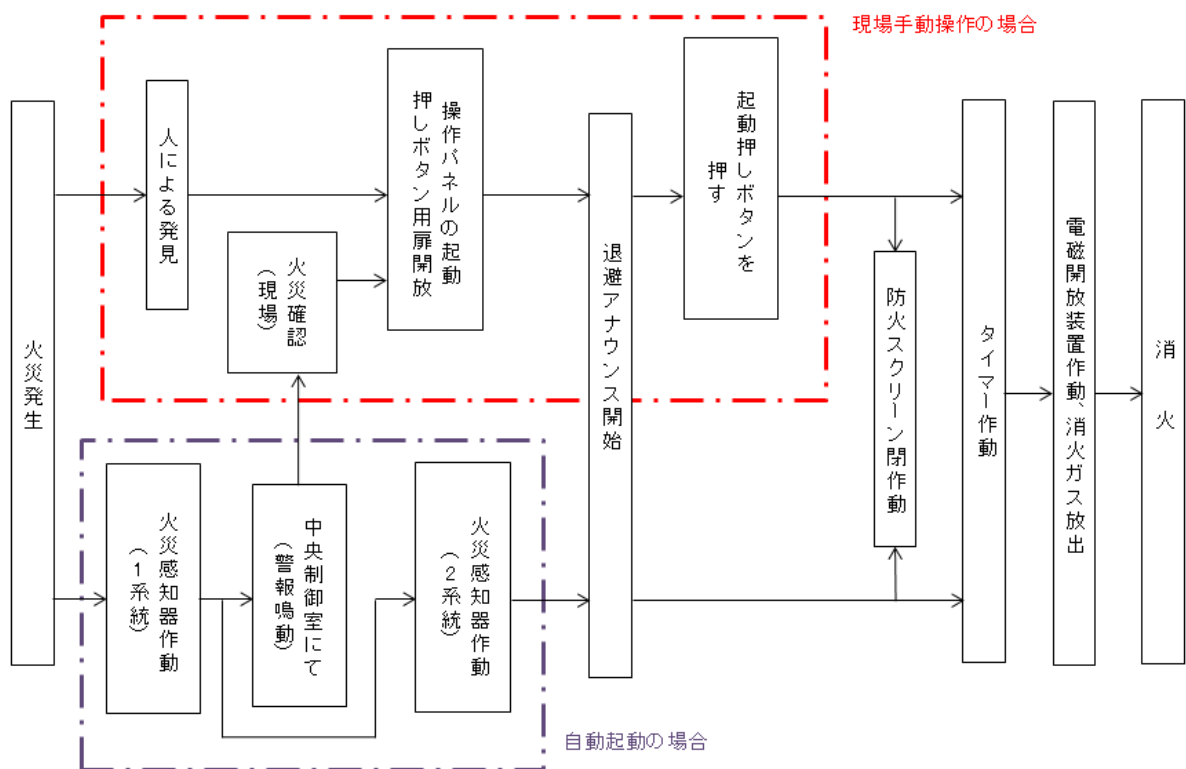 現場手動操作の場合
火災発生
人による発見
操作パネルの起動
押しボタン用扉開放
火災確認
(現場)
退避アナウンス開始
起動押しボタンを
押す
防火スクリーン閉作動
タイマー作動
電磁開放装置作動、消火ガス放出
消火
火災感知器作動
(1系統)
中央制御室にて
(警報鳴動)
火災感知器作動
(2系統)
自動起動の場合